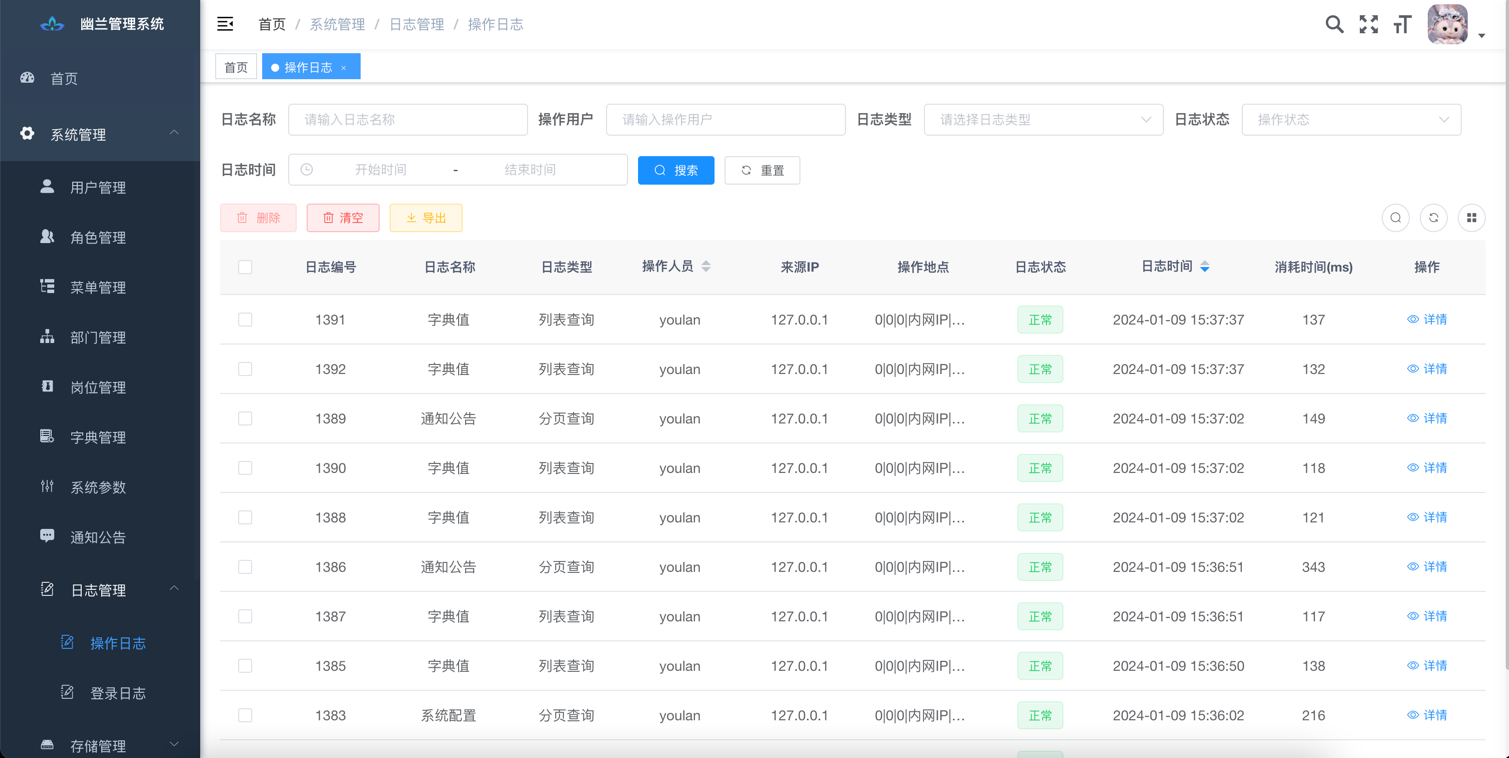 幽兰管理系统
首页
系统管理
用户管理
角色管理
菜单管理
部门管理
岗位管理
字典管理
系统参数
通知公告
日志管理
操作日志
登录日志
存储管理
首页 / 系统管理 / 日志管理 / 操作日志
首页 操作日志 ×
日志名称 请输入日志名称 操作用户 请输入操作用户 日志类型 请选择日志类型 日志状态 操作状态
日志时间 开始时间 - 结束时间 搜索 重置
删除 清空 导出
日志编号 日志名称 日志类型 操作人员 来源IP 操作地点 日志状态 日志时间 消耗时间(ms) 操作
1391 字典值 列表查询 youlan 127.0.0.1 0|0|0|内网IP|... 正常 2024-01-09 15:37:37 137 详情
1392 字典值 列表查询 youlan 127.0.0.1 0|0|0|内网IP|... 正常 2024-01-09 15:37:37 132 详情
1389 通知公告 分页查询 youlan 127.0.0.1 0|0|0|内网IP|... 正常 2024-01-09 15:37:02 149 详情
1390 字典值 列表查询 youlan 127.0.0.1 0|0|0|内网IP|... 正常 2024-01-09 15:37:02 118 详情
1388 字典值 列表查询 youlan 127.0.0.1 0|0|0|内网IP|... 正常 2024-01-09 15:37:02 121 详情
1386 通知公告 分页查询 youlan 127.0.0.1 0|0|0|内网IP|... 正常 2024-01-09 15:36:51 343 详情
1387 字典值 列表查询 youlan 127.0.0.1 0|0|0|内网IP|... 正常 2024-01-09 15:36:51 117 详情
1385 字典值 列表查询 youlan 127.0.0.1 0|0|0|内网IP|... 正常 2024-01-09 15:36:50 138 详情
1383 系统配置 分页查询 youlan 127.0.0.1 0|0|0|内网IP|... 正常 2024-01-09 15:36:02 216 详情